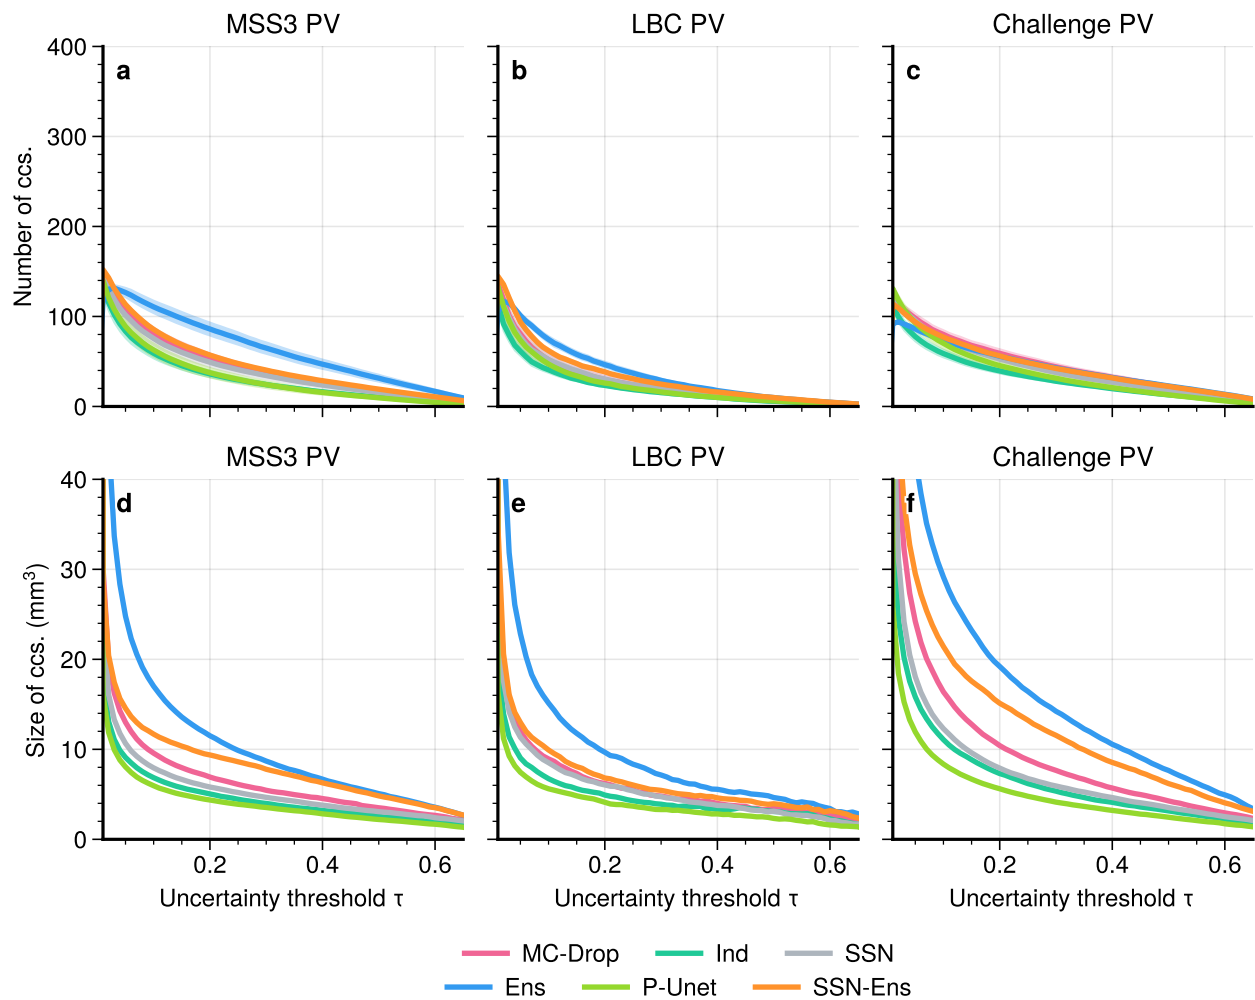 MSS3 PV LBC PV Challenge PV
400
a b c
300
Number of ccs.
200
100
0
MSS3 PV LBC PV Challenge PV
40
d e f
30
Size of ccs. (mm³)
20
10
0
0.2 0.4 0.6 0.2 0.4 0.6 0.2 0.4 0.6
Uncertainty threshold τ Uncertainty threshold τ Uncertainty threshold τ
MC-Drop Ind SSN
Ens P-Unet SSN-Ens